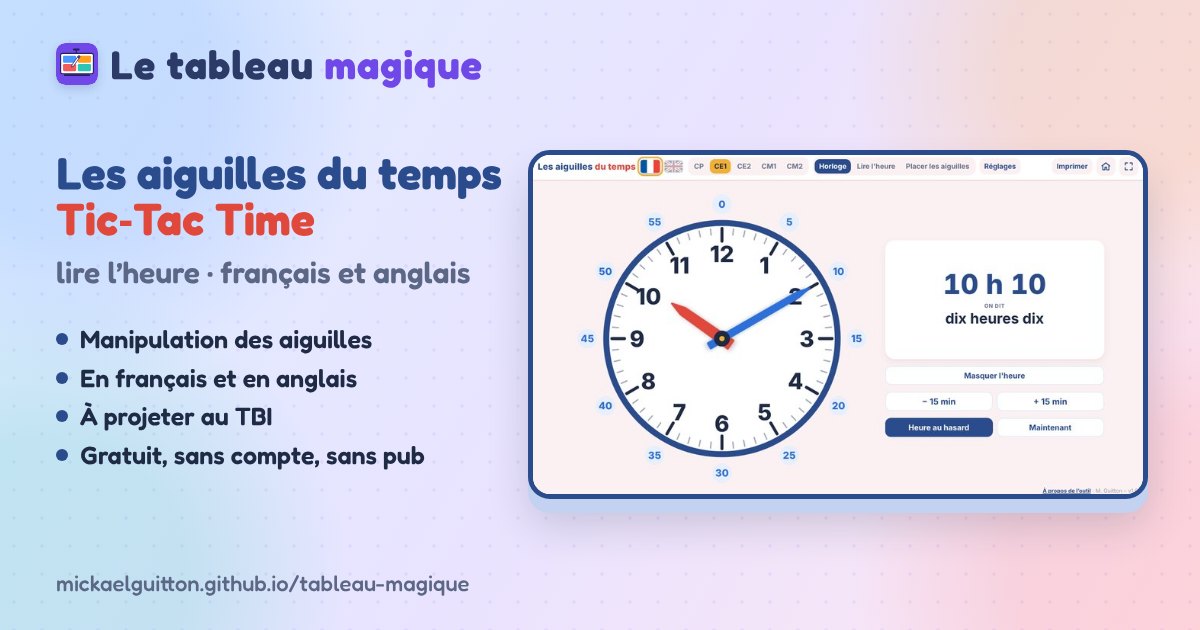 Le tableau magique
Les aiguilles du temps
Tic-Tac Time
lire l’heure · français et anglais
Manipulation des aiguilles
En français et en anglais
À projeter au TBI
Gratuit, sans compte, sans pub
mickaelguitton.github.io/tableau-magique
Les aiguilles du temps CP CE1 CE2 CM1 CM2 Horloge Lire l'heure Placer les aiguilles Réglages Imprimer
0
5
10
15
20
25
30
35
40
45
50
55
12
1
2
3
4
5
6
7
8
9
10
11
10 h 10
ON DIT
dix heures dix
Masquer l'heure
− 15 min
+ 15 min
Heure au hasard
Maintenant
À propos de l'outil · M. Guitton